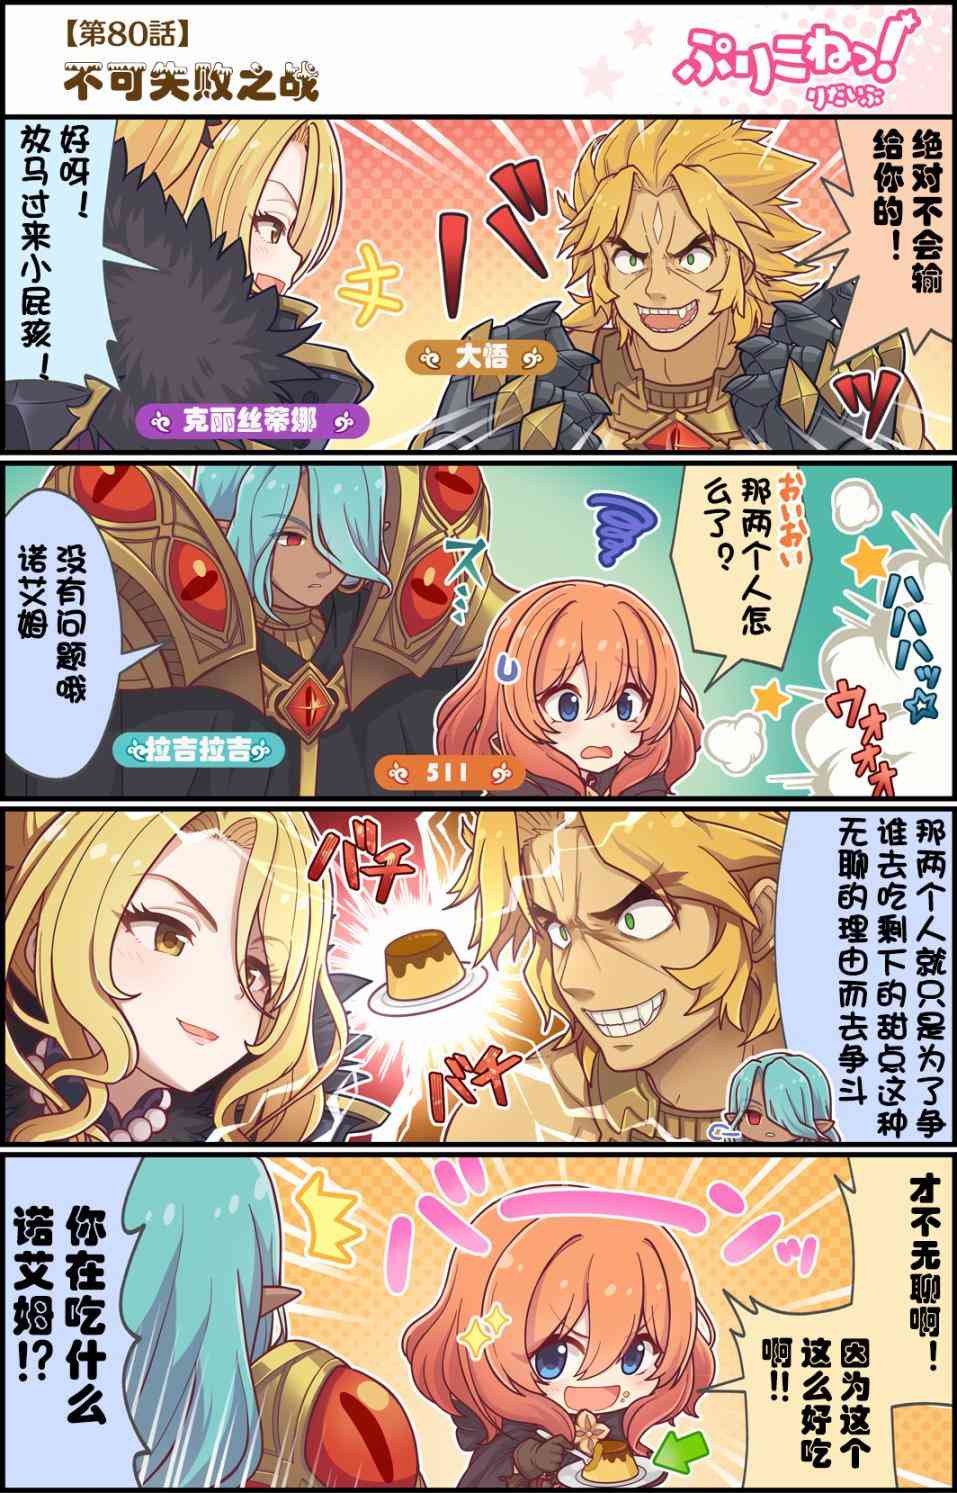 【第80話】
不可失败之战
ぷりこねっ!
りだいぶ
绝对不会输
给你的!
好呀!
放马过来小屁孩!
バ
ッ
大悟
克丽丝蒂娜
おいおい
那两个人怎
么了?
没有问题哦
诺艾姆
ズ
ハハハッ☆
ウオオオ
拉吉拉吉
511
那两个人就只是为了争
谁去吃剩下的甜点这种
无聊的理由而去争斗
バチ
バチ
才不无聊啊!
因为这个
这么好吃
啊!!
バーンッ
你在吃什么
诺艾姆!?